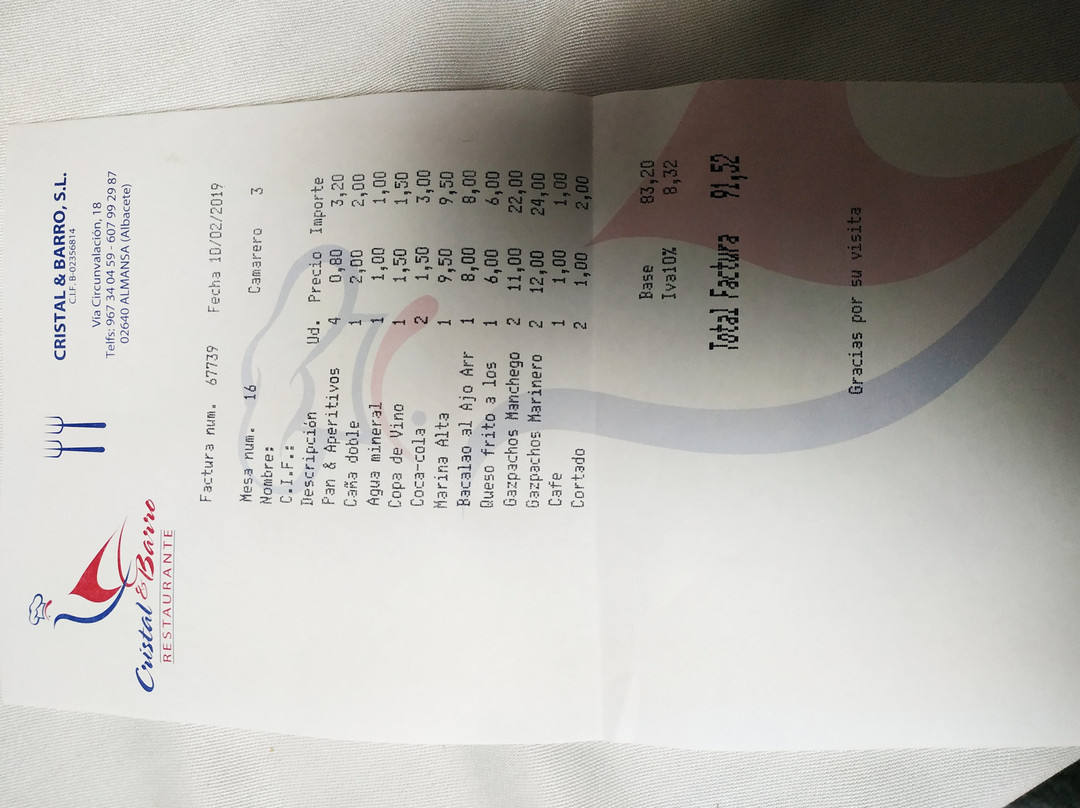 Cristal & Barro
RESTAURANTE
CRISTAL & BARRO, S.L.
C.I.F. B-02356814
Via Circunvalación, 18
Telfs: 967 34 04 59 - 607 99 29 87
02640 ALMANSA (Albacete)
Factura num. 67739 Fecha 10/02/2019
Mesa num. 16 Camarero 3
Nombre:
C.I.F.:
Descripción Ud. Precio Importe
Pan & Aperitivos 4 0,80 3,20
Caña doble 1 2,00 2,00
Agua mineral 1 1,00 1,00
Copa de Vino 1 1,50 1,50
Coca-cola 2 1,50 3,00
Marina Alta 1 9,50 9,50
Bacalao al Ajo Arr 1 8,00 8,00
Queso frito a los 1 6,00 6,00
Gazpachos Manchego 2 11,00 22,00
Gazpachos Marinero 2 12,00 24,00
Cafe 1 1,00 1,00
Cortado 2 1,00 2,00
Base 83,20
Iva10% 8,32
Total Factura 91,52
Gracias por su visita